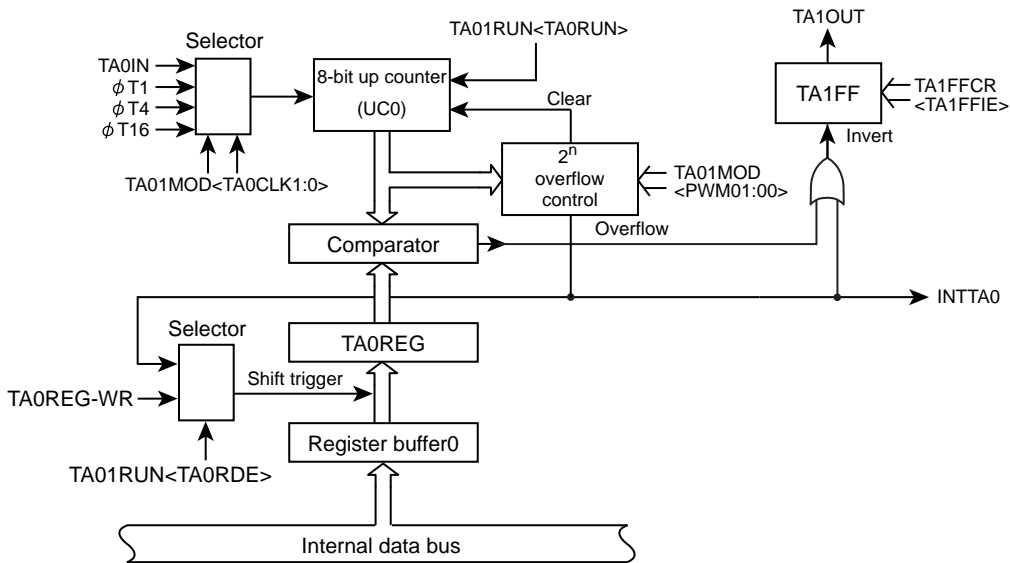 TA1OUT
TA01RUN<TA0RUN>
Selector
TA0IN
ϕT1
ϕT4
ϕT16
8-bit up counter
(UC0)
TA1FF
TA1FFCR
<TA1FFIE>
Clear
Invert
2n
overflow
control
TA01MOD
<PWM01:00>
TA01MOD<TA0CLK1:0>
Comparator
Overflow
INTTA0
Selector
TA0REG
Shift trigger
TA0REG-WR
Register buffer0
TA01RUN<TA0RDE>
Internal data bus